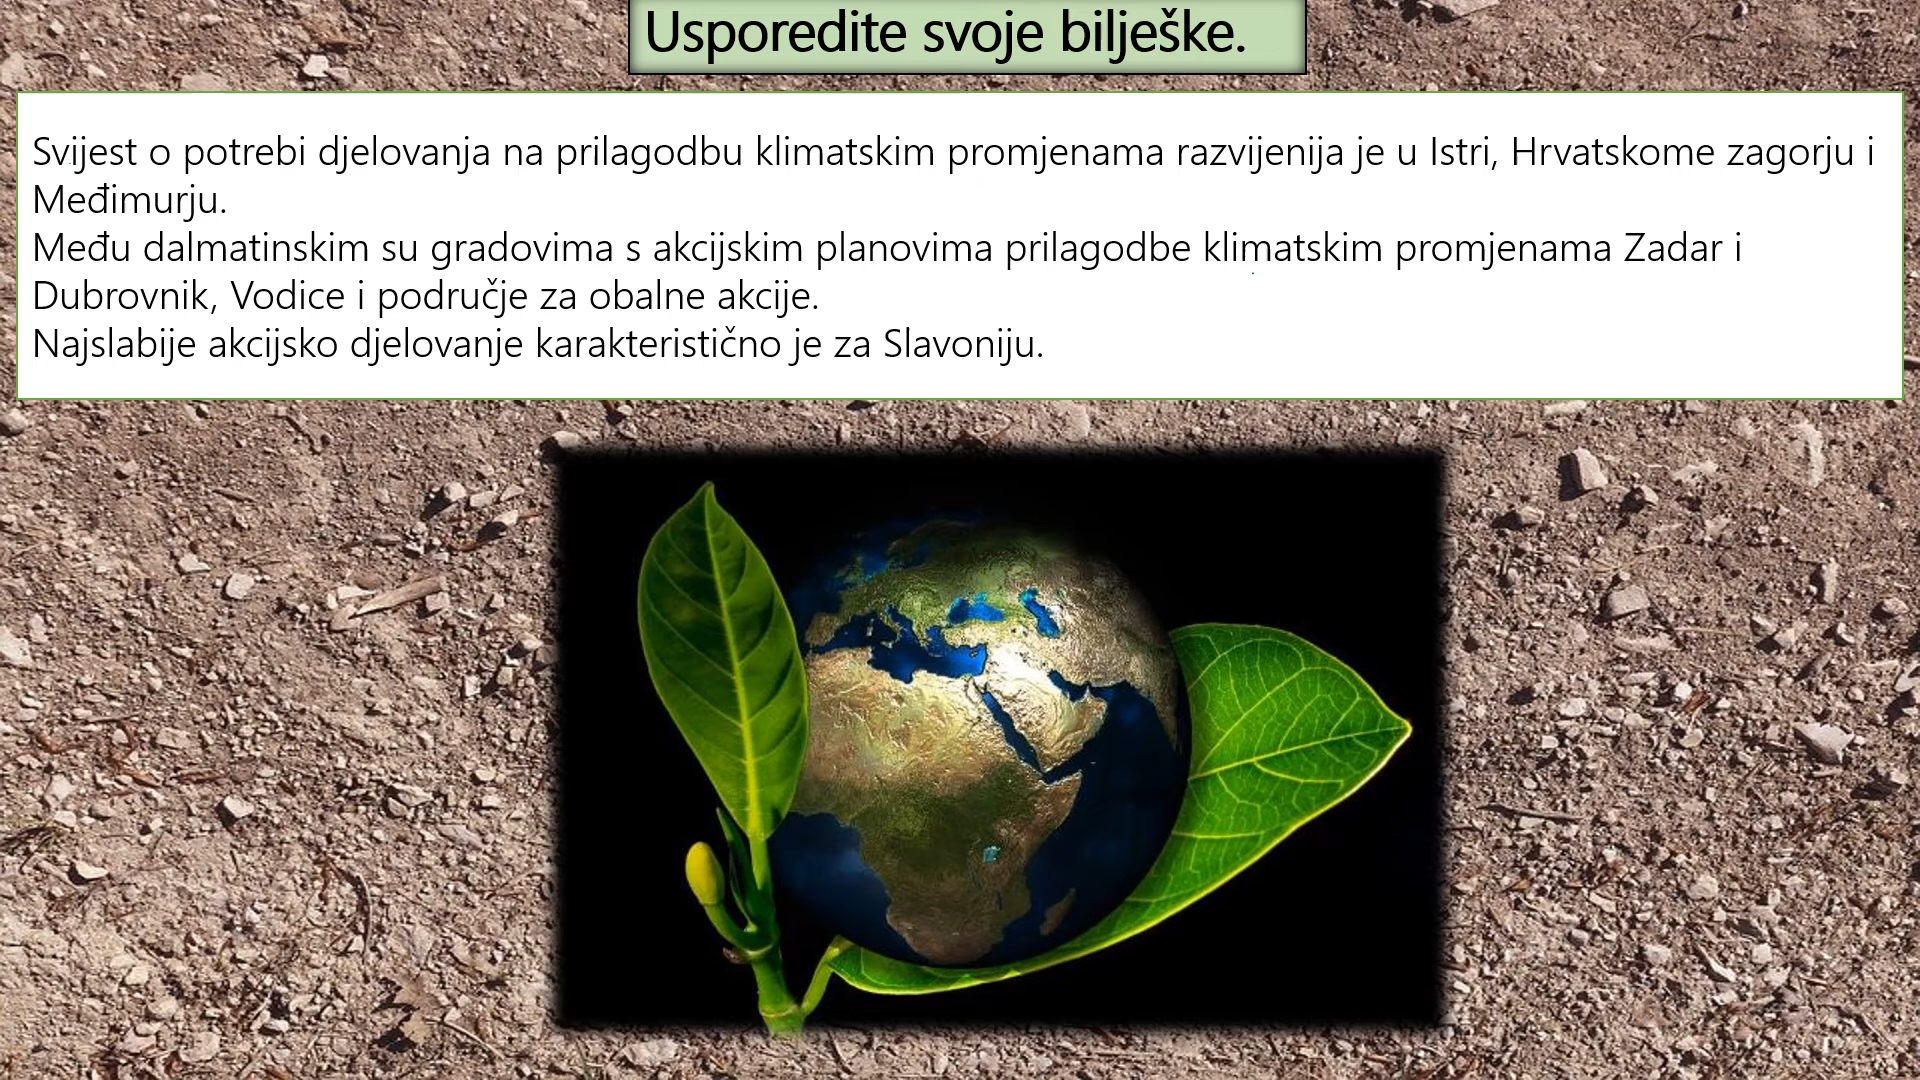 Usporedite svoje bilješke.
Svijest o potrebi djelovanja na prilagodbu klimatskim promjenama razvijenija je u Istri, Hrvatskome zagorju i
Međimurju.
Među dalmatinskim su gradovima s akcijskim planovima prilagodbe klimatskim promjenama Zadar i
Dubrovnik, Vodice i područje za obalne akcije.
Najslabije akcijsko djelovanje karakteristično je za Slavoniju.